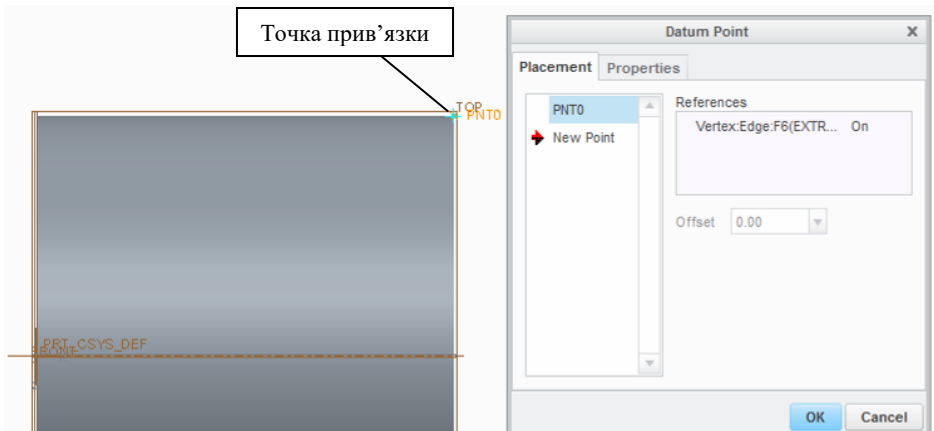 Точка прив’язки
TOP
PNT0
PRT_CSYS_DEF
Datum Point
Placement
Properties
PNT0
New Point
References
Vertex:Edge:F6(EXTR... On
Offset 0.00
OK
Cancel